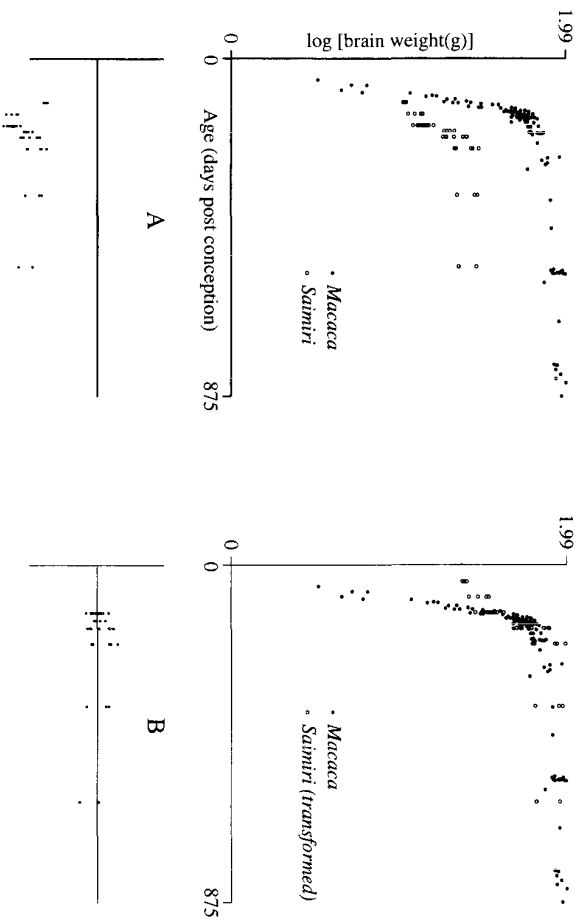 1.99
log [brain weight(g)]
0
0
Age (days post conception)
875
• Macaca
○ Saimiri
A
1.99
0
0
875
• Macaca
○ Saimiri (transformed)
B